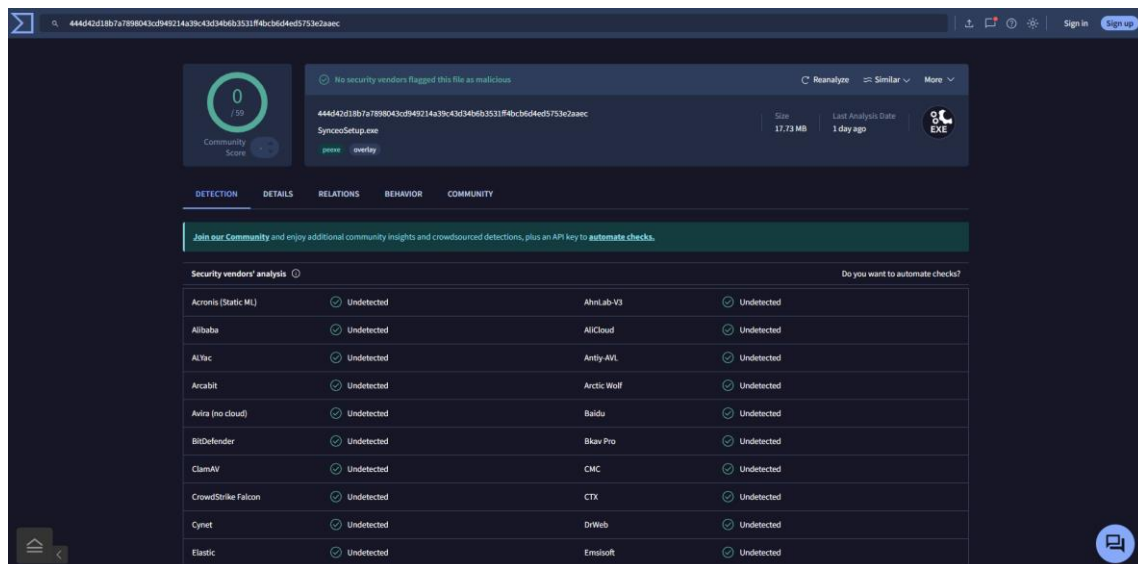 444d42d18b7a7898043cd949214a39c43d34b6b3531ff4bcb6d4ed5753e2aaec
Sign in
Sign up
0
/ 59
Community
Score
No security vendors flagged this file as malicious
Reanalyze
Similar
More
444d42d18b7a7898043cd949214a39c43d34b6b3531ff4bcb6d4ed5753e2aaec
SynceoSetup.exe
peexe
overlay
Size
17.73 MB
Last Analysis Date
1 day ago
EXE
DETECTION
DETAILS
RELATIONS
BEHAVIOR
COMMUNITY
Join our Community and enjoy additional community insights and crowdsourced detections, plus an API key to automate checks.
Security vendors' analysis
Do you want to automate checks?
Acronis (Static ML) Undetected AhnLab-V3 Undetected
Alibaba Undetected AliCloud Undetected
ALYac Undetected Antiy-AVL Undetected
Arcabit Undetected Arctic Wolf Undetected
Avira (no cloud) Undetected Baidu Undetected
BitDefender Undetected Bkav Pro Undetected
ClamAV Undetected CMC Undetected
CrowdStrike Falcon Undetected CTX Undetected
Cynet Undetected DrWeb Undetected
Elastic Undetected Emsisoft Undetected